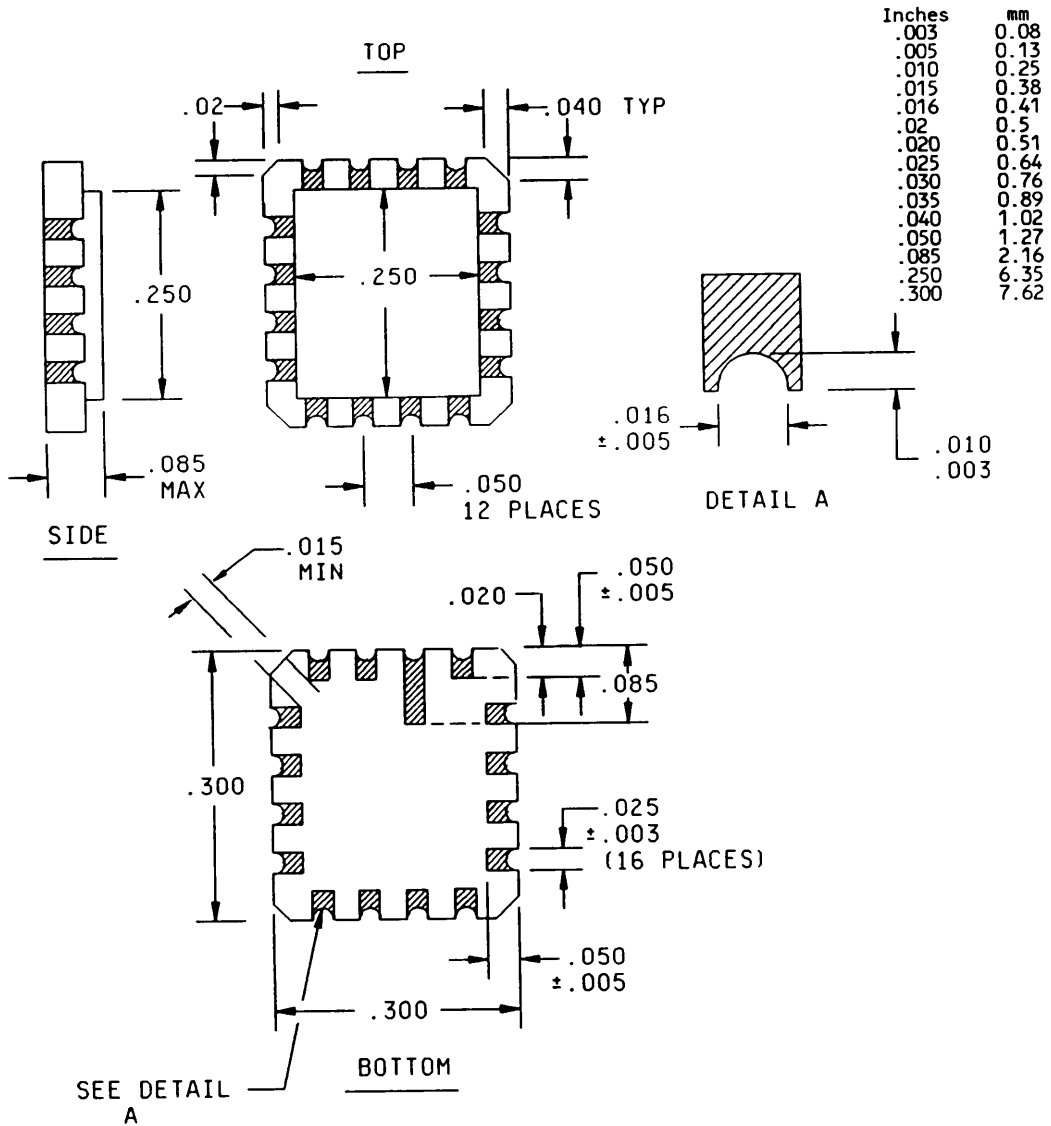 Inches mm
.003 0.08
.005 0.13
.010 0.25
.015 0.38
.016 0.41
.02 0.5
.020 0.51
.025 0.64
.030 0.76
.035 0.89
.040 1.02
.050 1.27
.085 2.16
.250 6.35
.300 7.62
TOP
.02
.040 TYP
.250
.250
.085
MAX
SIDE
.050
12 PLACES
.016
±.005
.010
.003
DETAIL A
.015
MIN
.020
.050
±.005
.085
.300
.025
±.003
(16 PLACES)
.050
±.005
.300
BOTTOM
SEE DETAIL
A